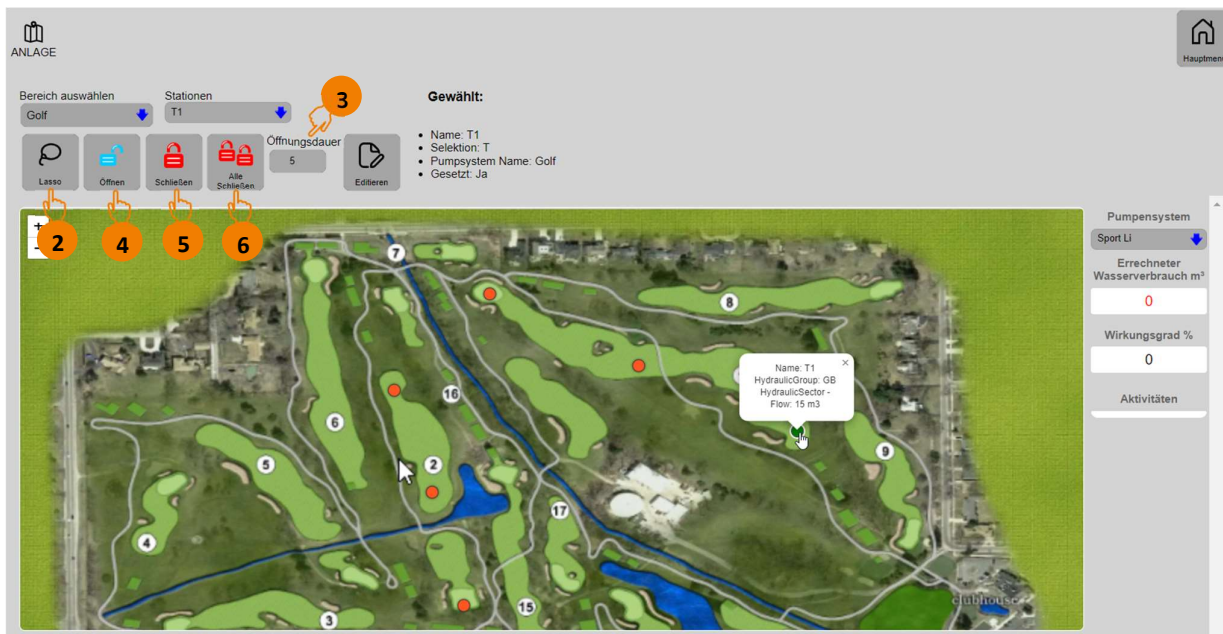 ANLAGE
Hauptmenü
Bereich auswählen
Golf
Stationen
T1
3
Gewählt:
Name: T1
Selektion: T
Pumpsystem Name: Golf
Gesetzt: Ja
Lasso
Öffnen
Schließen
Alle
Schließen
Öffnungsdauer
5
Editieren
2
4
5
6
+
-
7
8
16
6
5
2
9
17
4
3
15
Name: T1
HydraulicGroup: GB
HydraulicSector -
Flow: 15 m3
×
clubhouse
Pumpensystem
Sport Li
Errechneter
Wasserverbrauch m³
0
Wirkungsgrad %
0
Aktivitäten